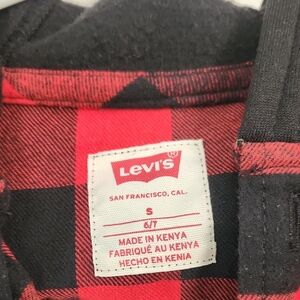 LEVI'S®
SAN FRANCISCO, CAL.
S
6/7
MADE IN KENYA
FABRIQUÉ AU KENYA
HECHO EN KENIA